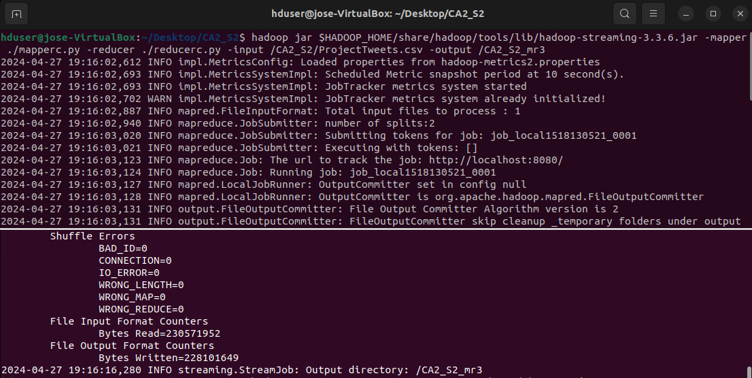 hduser@jose-VirtualBox: ~/Desktop/CA2_S2
hduser@jose-VirtualBox:~/Desktop/CA2_S2$ hadoop jar $HADOOP_HOME/share/hadoop/tools/lib/hadoop-streaming-3.3.6.jar -mapper
./mapperc.py -reducer ./reducerc.py -input /CA2_S2/ProjectTweets.csv -output /CA2_S2_mr3
2024-04-27 19:16:02,612 INFO impl.MetricsConfig: Loaded properties from hadoop-metrics2.properties
2024-04-27 19:16:02,693 INFO impl.MetricsSystemImpl: Scheduled Metric snapshot period at 10 second(s).
2024-04-27 19:16:02,693 INFO impl.MetricsSystemImpl: JobTracker metrics system started
2024-04-27 19:16:02,702 WARN impl.MetricsSystemImpl: JobTracker metrics system already initialized!
2024-04-27 19:16:02,887 INFO mapred.FileInputFormat: Total input files to process : 1
2024-04-27 19:16:02,940 INFO mapreduce.JobSubmitter: number of splits:2
2024-04-27 19:16:03,020 INFO mapreduce.JobSubmitter: Submitting tokens for job: job_local1518130521_0001
2024-04-27 19:16:03,021 INFO mapreduce.JobSubmitter: Executing with tokens: []
2024-04-27 19:16:03,123 INFO mapreduce.Job: The url to track the job: http://localhost:8080/
2024-04-27 19:16:03,124 INFO mapreduce.Job: Running job: job_local1518130521_0001
2024-04-27 19:16:03,127 INFO mapred.LocalJobRunner: OutputCommitter set in config null
2024-04-27 19:16:03,128 INFO mapred.LocalJobRunner: OutputCommitter is org.apache.hadoop.mapred.FileOutputCommitter
2024-04-27 19:16:03,131 INFO output.FileOutputCommitter: File Output Committer Algorithm version is 2
2024-04-27 19:16:03,131 INFO output.FileOutputCommitter: FileOutputCommitter skip cleanup _temporary folders under output
Shuffle Errors
BAD_ID=0
CONNECTION=0
IO_ERROR=0
WRONG_LENGTH=0
WRONG_MAP=0
WRONG_REDUCE=0
File Input Format Counters
Bytes Read=230571952
File Output Format Counters
Bytes Written=228101649
2024-04-27 19:16:16,280 INFO streaming.StreamJob: Output directory: /CA2_S2_mr3